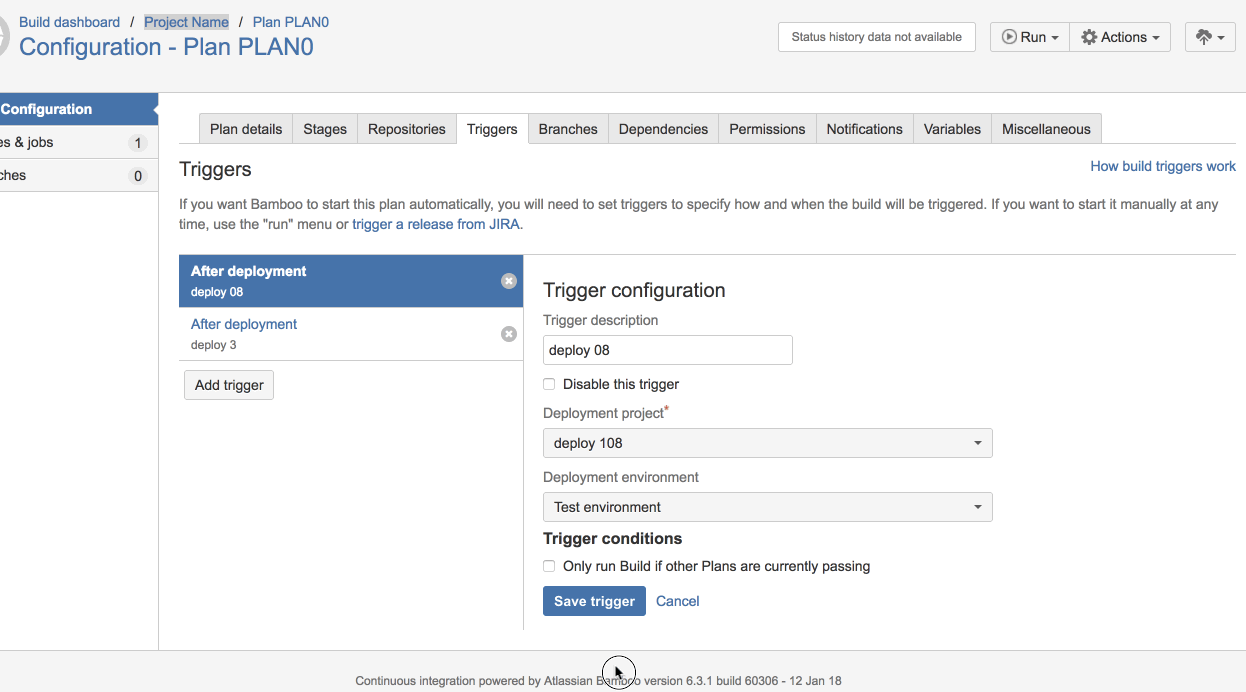 Build dashboard / Project Name / Plan PLAN0
Configuration - Plan PLAN0
Status history data not available
Run
Actions
Configuration
es & jobs 1
ches 0
Plan details Stages Repositories Triggers Branches Dependencies Permissions Notifications Variables Miscellaneous
Triggers
How build triggers work
If you want Bamboo to start this plan automatically, you will need to set triggers to specify how and when the build will be triggered. If you want to start it manually at any
time, use the "run" menu or trigger a release from JIRA.
After deployment
deploy 08
After deployment
deploy 3
Add trigger
Trigger configuration
Trigger description
deploy 08
Disable this trigger
Deployment project*
deploy 108
Deployment environment
Test environment
Trigger conditions
Only run Build if other Plans are currently passing
Save trigger Cancel
Continuous integration powered by Atlassian Bamboo version 6.3.1 build 60306 - 12 Jan 18